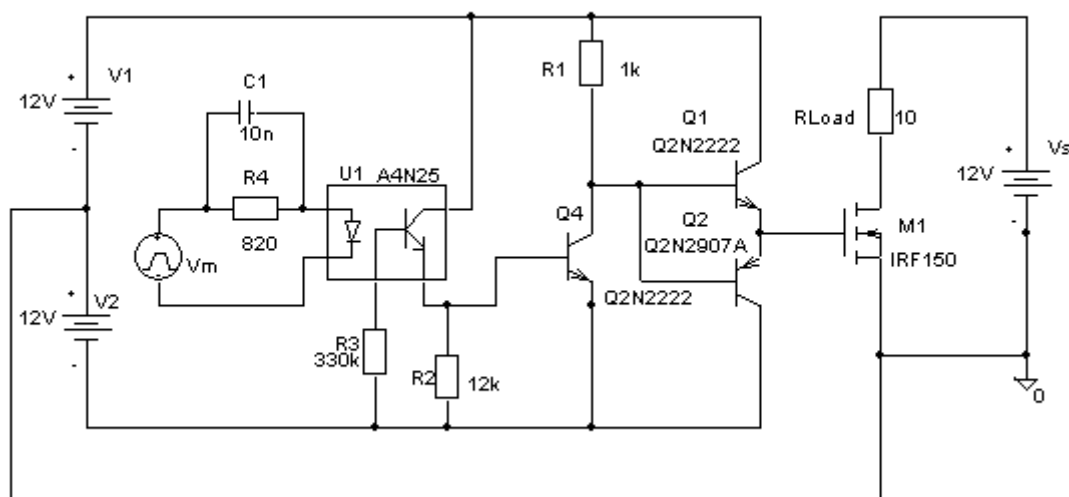 +
V1
12V
-
C1
10n
R4
820
Vm
U1
A4N25
R1
1k
Q1
Q2N2222
Q2
Q2N2907A
Q4
Q2N2222
RLoad
10
M1
IRF150
+
Vs
12V
-
0
+
V2
12V
-
R3
330k
R2
12k